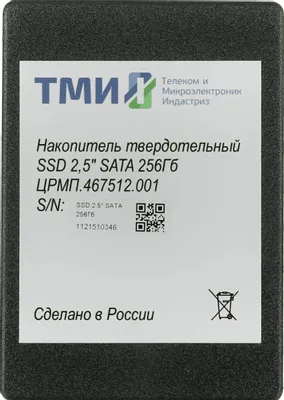 ТМИ
Телеком и
Микроэлектроник
Индастриз
Накопитель твердотельный
SSD 2,5" SATA 256Гб
ЦРМП.467512.001
S/N:
SSD 2.5" SATA
256Гб
1121510346
Сделано в России